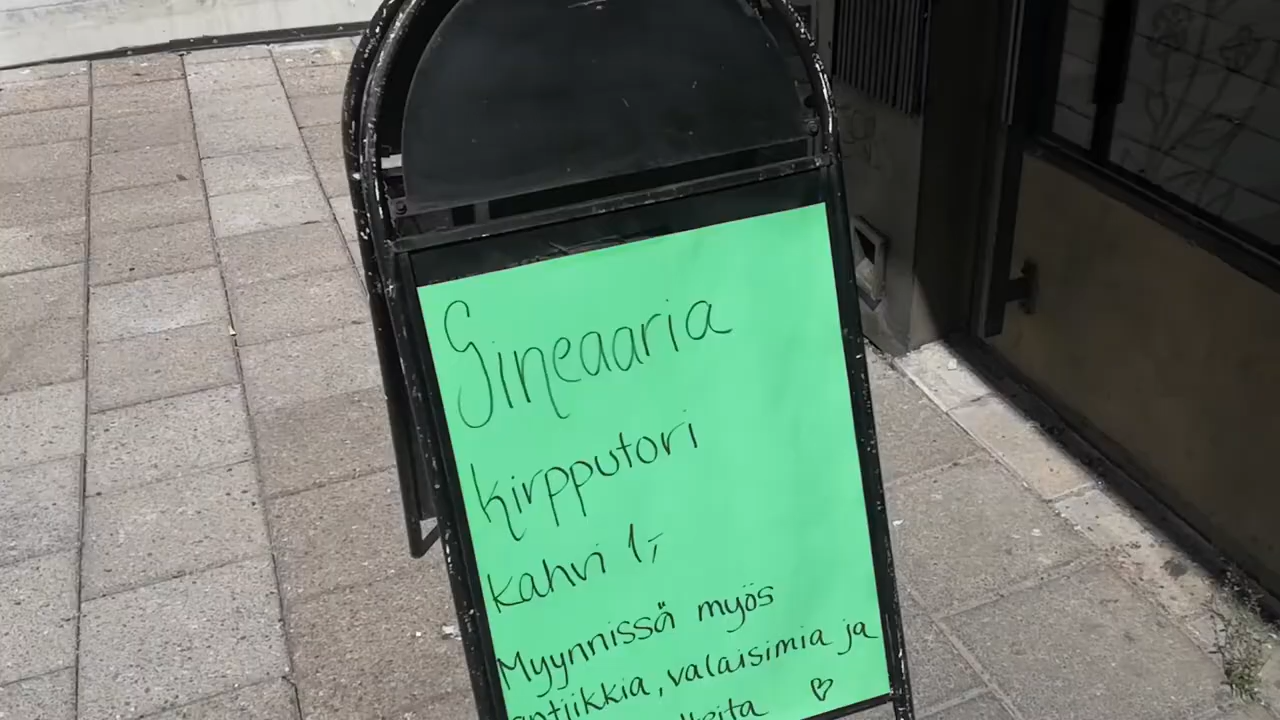 Sineaaria
kirpputori
kahvi 1,-
Myynnissä myös
antiikkia, valaisimia ja